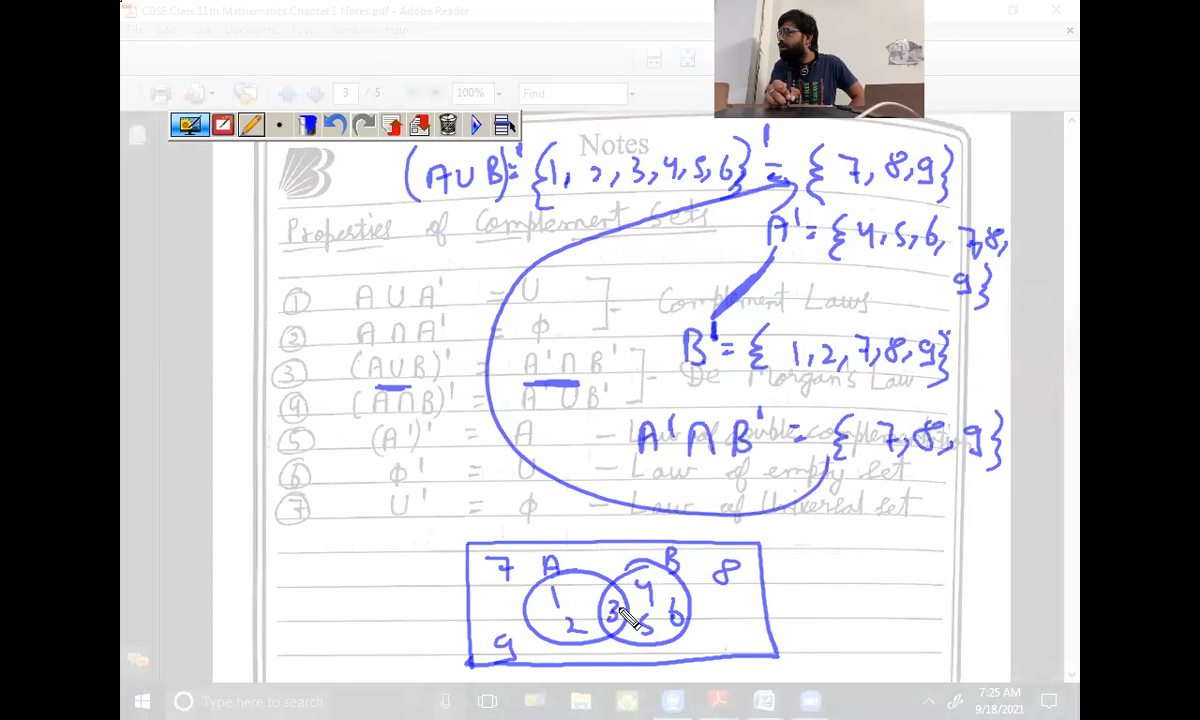 CBSE Class 11th Mathematics Chapter 1 Notes.pdf - Adobe Reader
File Edit View Document Tools Window Help
3 / 5 100% Find
Notes
(A∪B)' = {1, 2, 3, 4, 5, 6}' = {7, 8, 9}
Properties of Complement Sets
A' = {4, 5, 6, 7, 8,
9}
① A ∪ A' = U
- Complement Laws
② A ∩ A' = φ
B' = {1, 2, 7, 8, 9}
③ (A∪B)' = A'∩B'
- De Morgan's Law
④ (A∩B)' = A'∪B'
A'∩B' = {7, 8, 9}
⑤ (A')' = A - Law of double complementation
⑥ φ' = U - Law of empty set
⑦ U' = φ - Law of Universal set
7 A B 8
1 4
3 6
2 5
9
Type here to search
7:25 AM
9/18/2021